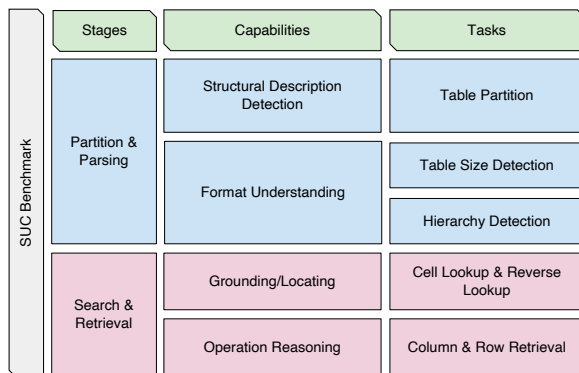 SUC Benchmark
Stages
Capabilities
Tasks
Partition &
Parsing
Structural Description
Detection
Table Partition
Format Understanding
Table Size Detection
Hierarchy Detection
Search &
Retrieval
Grounding/Locating
Cell Lookup & Reverse
Lookup
Operation Reasoning
Column & Row Retrieval